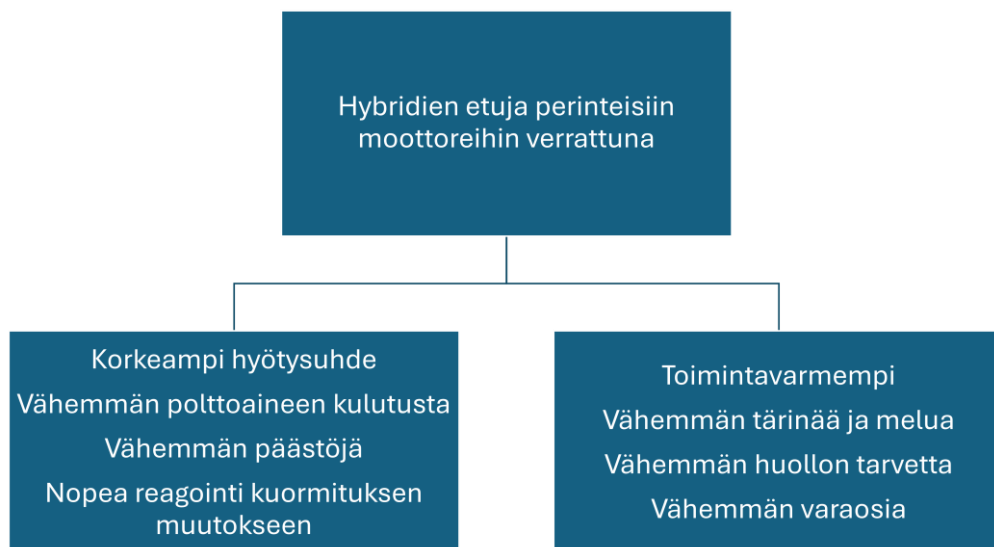 Hybridien etuja perinteisiin
moottoreihin verrattuna
Korkeampi hyötysuhde
Vähemmän polttoaineen kulutusta
Vähemmän päästöjä
Nopea reagointi kuormituksen
muutokseen
Toimintavarmempi
Vähemmän tärinää ja melua
Vähemmän huollon tarvetta
Vähemmän varaosia